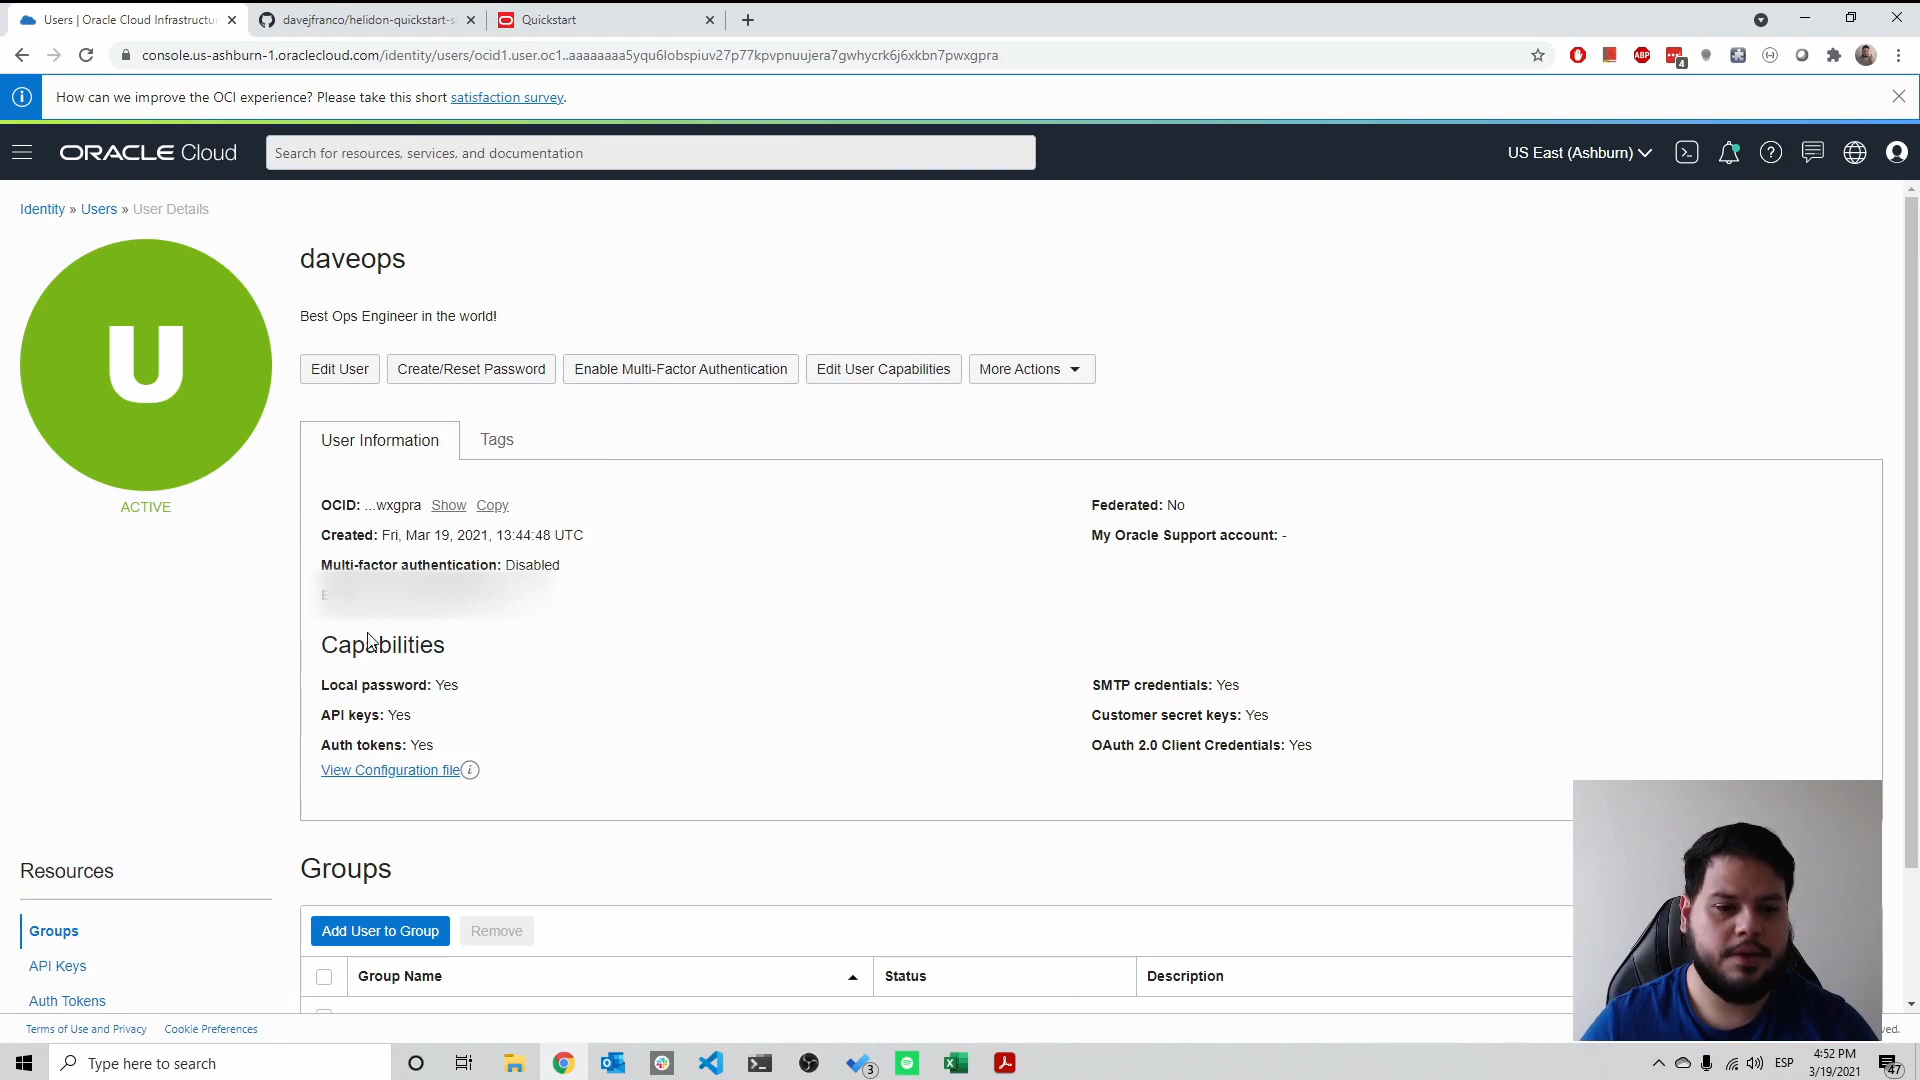 Users | Oracle Cloud Infrastructu
davejfranco/helidon-quickstart-s
Quickstart
console.us-ashburn-1.oraclecloud.com/identity/users/ocid1.user.oc1..aaaaaaaa5yqu6lobspiuv27p77kpvpnuujera7gwhycrk6j6xkbn7pwxgpra
ABP
4
How can we improve the OCI experience? Please take this short satisfaction survey.
ORACLE Cloud
Search for resources, services, and documentation
US East (Ashburn)
Identity » Users » User Details
U
ACTIVE
daveops
Best Ops Engineer in the world!
Edit User
Create/Reset Password
Enable Multi-Factor Authentication
Edit User Capabilities
More Actions
User Information
Tags
OCID: ...wxgpra Show Copy
Federated: No
Created: Fri, Mar 19, 2021, 13:44:48 UTC
My Oracle Support account: -
Multi-factor authentication: Disabled
Capabilities
Local password: Yes
SMTP credentials: Yes
API keys: Yes
Customer secret keys: Yes
Auth tokens: Yes
OAuth 2.0 Client Credentials: Yes
View Configuration file
Resources
Groups
API Keys
Auth Tokens
Groups
Add User to Group
Remove
Group Name
Status
Description
Terms of Use and Privacy
Cookie Preferences
ved.
Type here to search
3
ESP
4:52 PM
3/19/2021
47